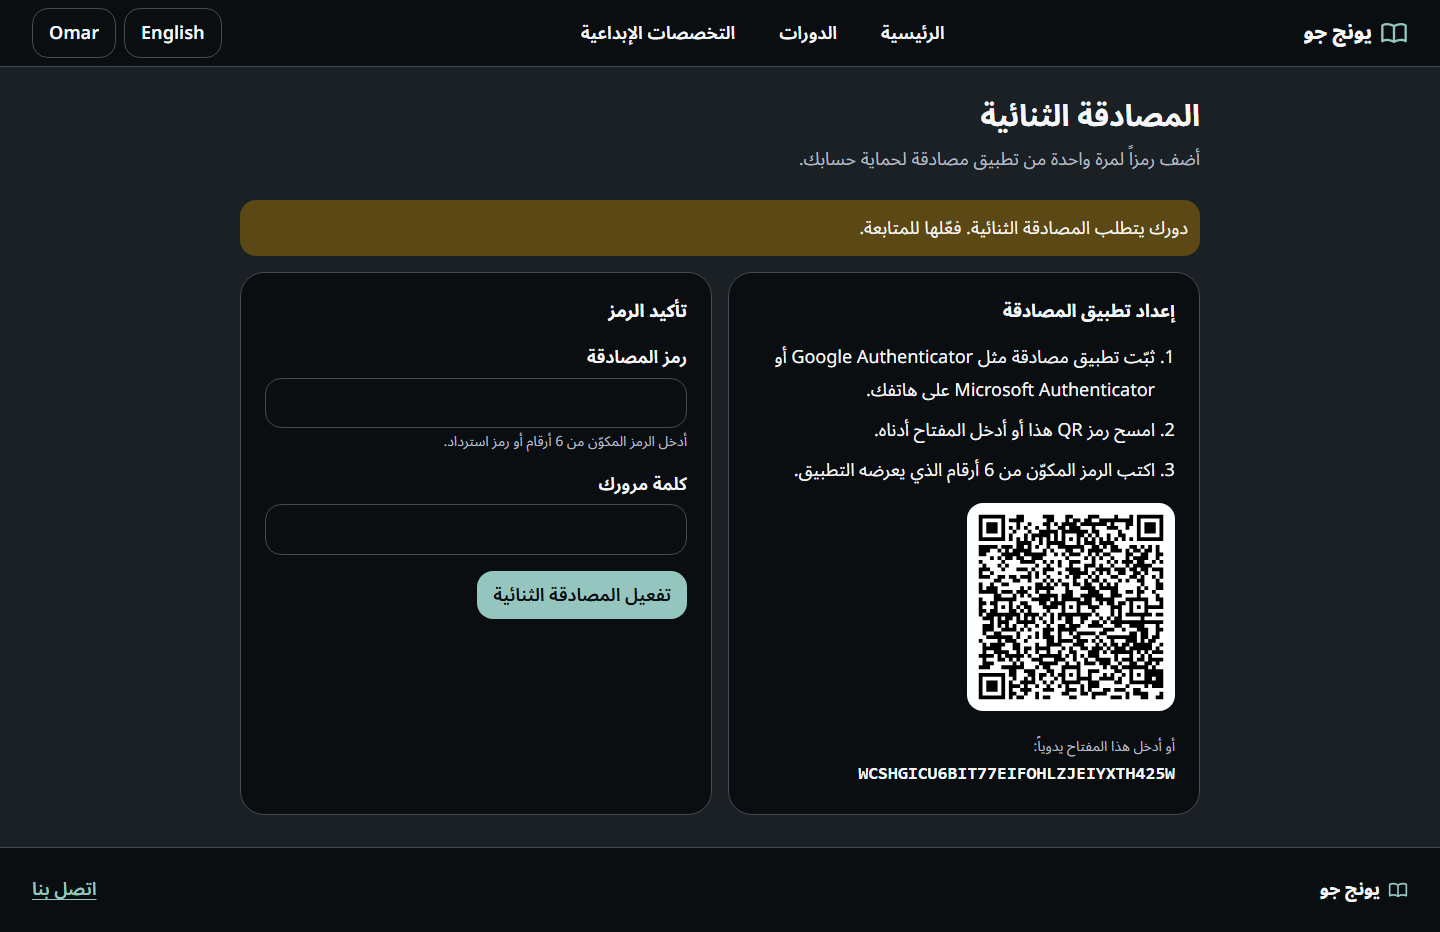 يونج جو
الرئيسية
الدورات
التخصصات الإبداعية
English
Omar
المصادقة الثنائية
أضف رمزاً لمرة واحدة من تطبيق مصادقة لحماية حسابك.
دورك يتطلب المصادقة الثنائية. فعّلها للمتابعة.
إعداد تطبيق المصادقة
1. ثبّت تطبيق مصادقة مثل Google Authenticator أو
Microsoft Authenticator على هاتفك.
2. امسح رمز QR هذا أو أدخل المفتاح أدناه.
3. اكتب الرمز المكوّن من 6 أرقام الذي يعرضه التطبيق.
أو أدخل هذا المفتاح يدوياً:
WCSHGICU6BIT77EIFOHLZJEIYXTH425W
تأكيد الرمز
رمز المصادقة
أدخل الرمز المكوّن من 6 أرقام أو رمز استرداد.
كلمة مرورك
تفعيل المصادقة الثنائية
يونج جو
اتصل بنا